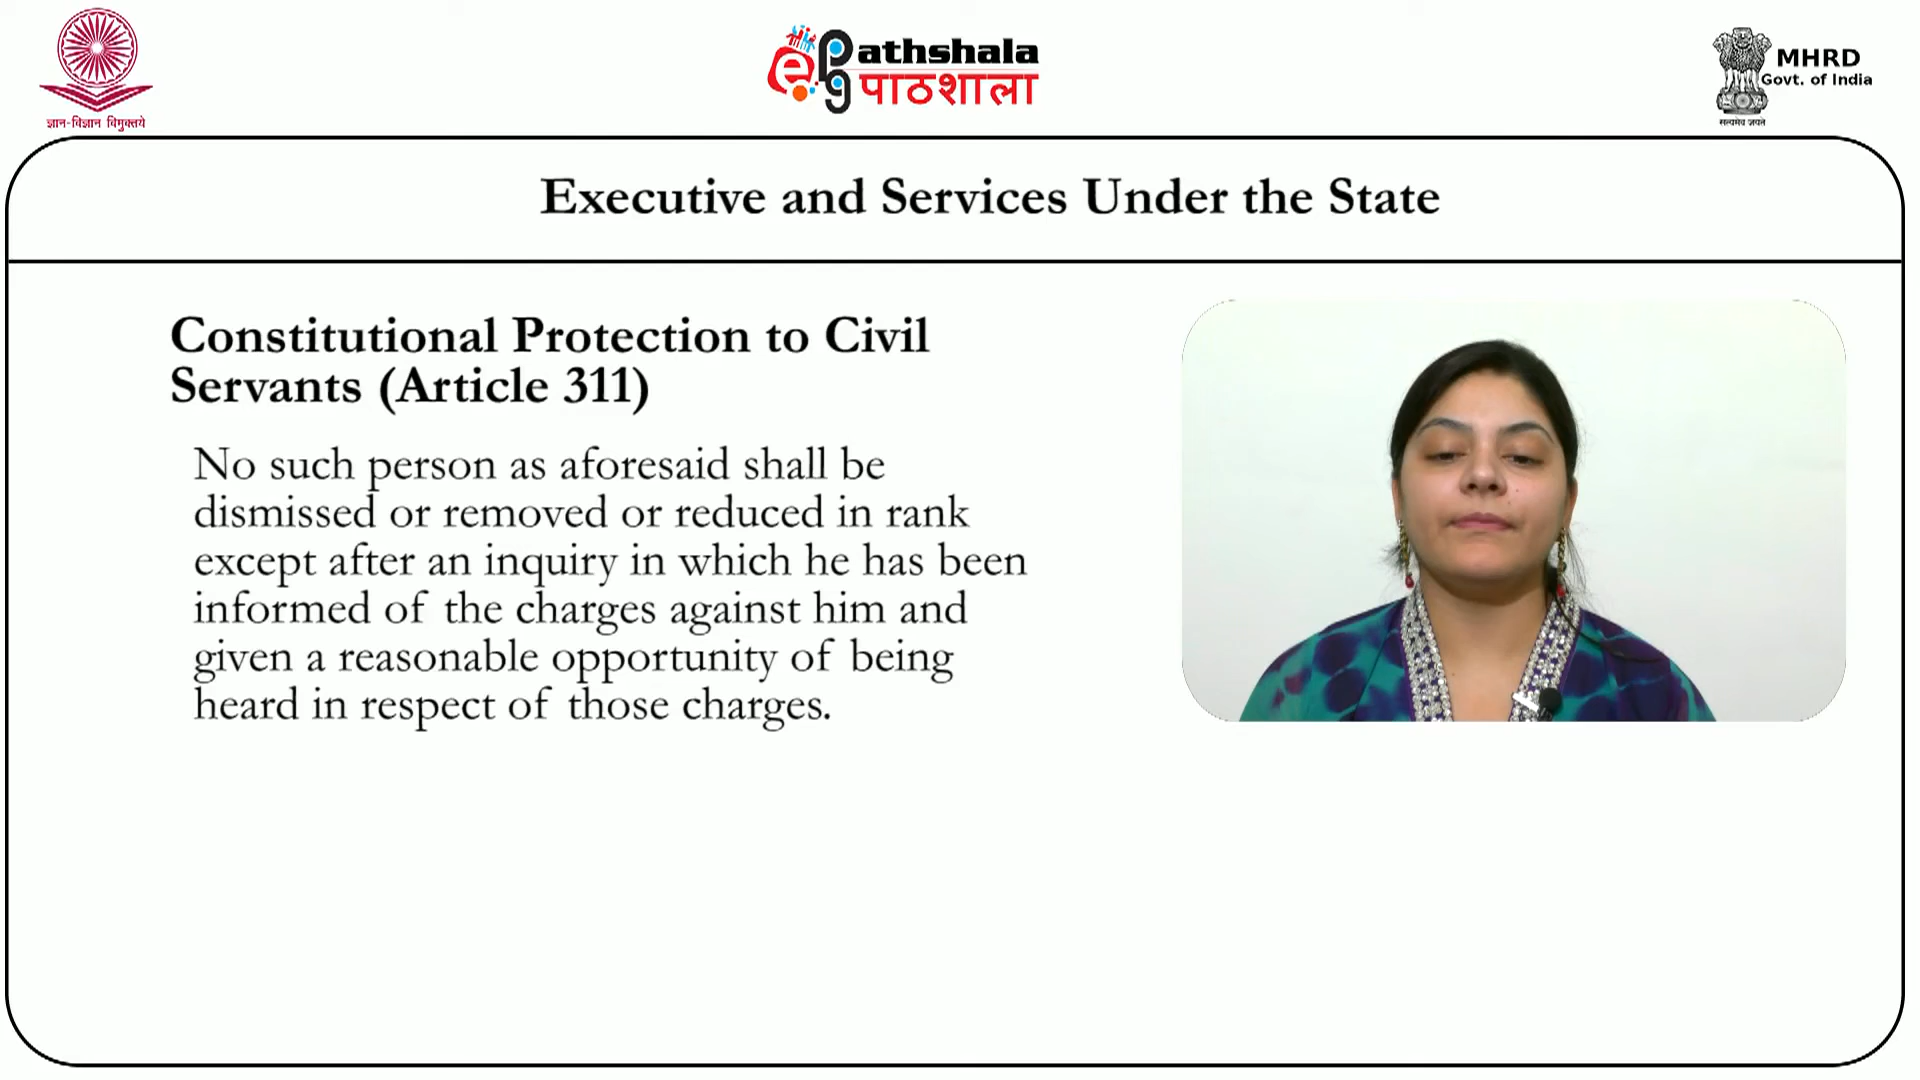 ज्ञान-विज्ञान विमुक्तये
epg Pathshala
पाठशाला
MHRD
Govt. of India
सत्यमेव जयते
Executive and Services Under the State
Constitutional Protection to Civil
Servants (Article 311)
No such person as aforesaid shall be
dismissed or removed or reduced in rank
except after an inquiry in which he has been
informed of the charges against him and
given a reasonable opportunity of being
heard in respect of those charges.